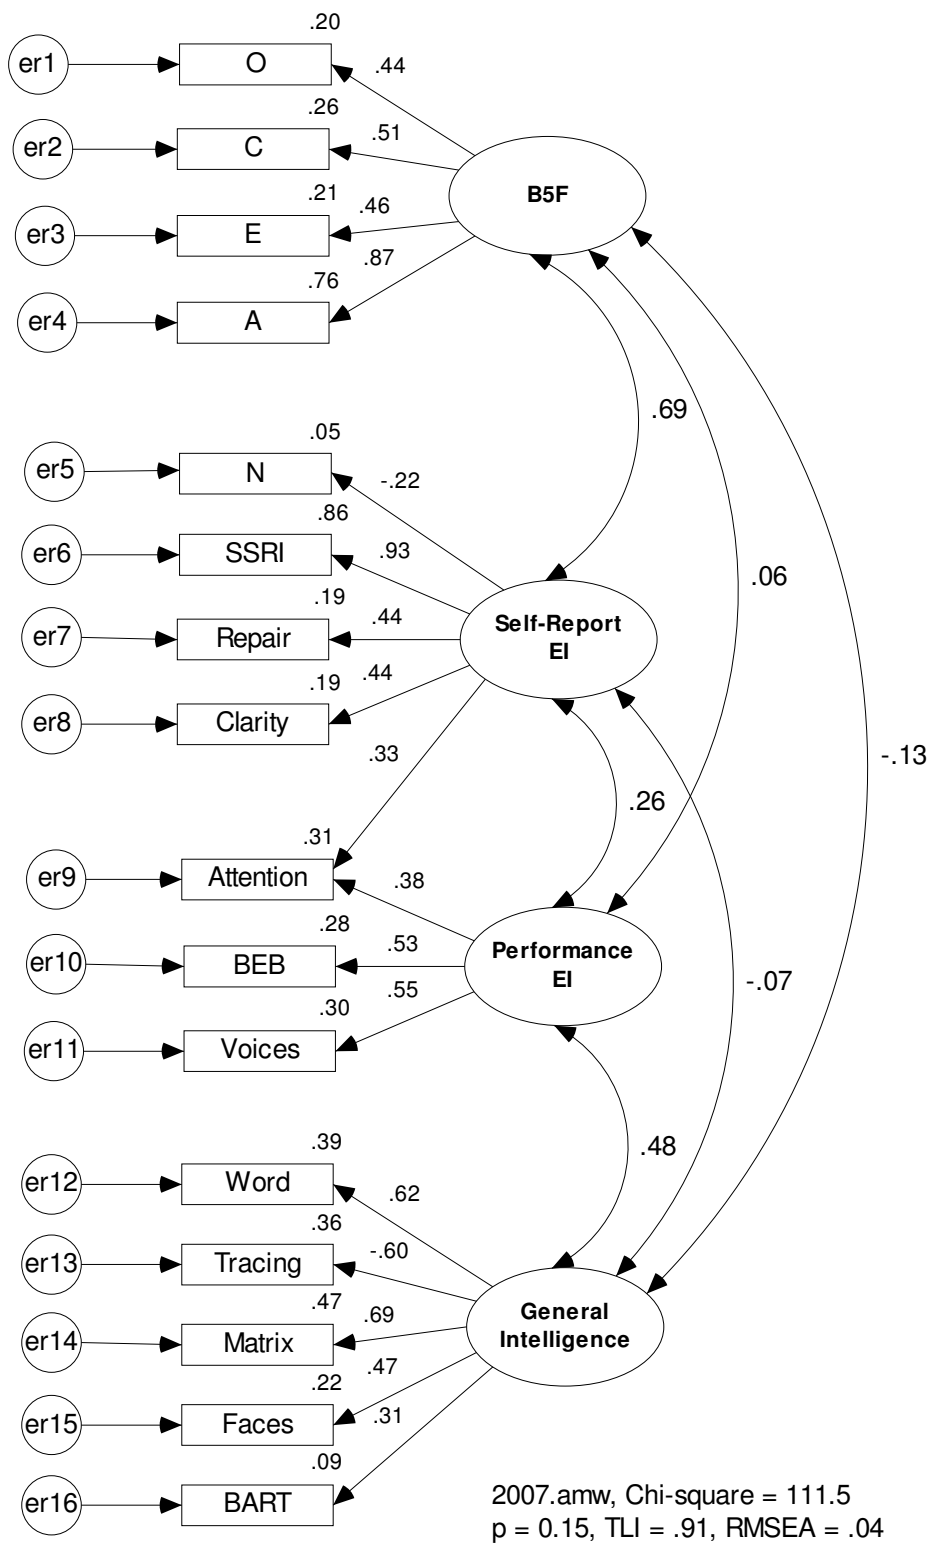 .20
er1
O
.44
.26
er2
C
.51
B5F
.21
er3
E
.46
.87
.76
er4
A
.69
.05
er5
N
-.22
.86
er6
SSRI
.93
.06
.19
er7
Repair
.44
Self-Report
EI
.19
er8
Clarity
.44
.33
-.13
.26
.31
er9
Attention
.38
.28
er10
BEB
.53
Performance
EI
-.07
.30
er11
Voices
.55
.48
.39
er12
Word
.62
.36
er13
Tracing
-.60
.47
er14
Matrix
.69
General
Intelligence
.22
er15
Faces
.47
.31
.09
er16
BART
2007.amw, Chi-square = 111.5
p = 0.15, TLI = .91, RMSEA = .04